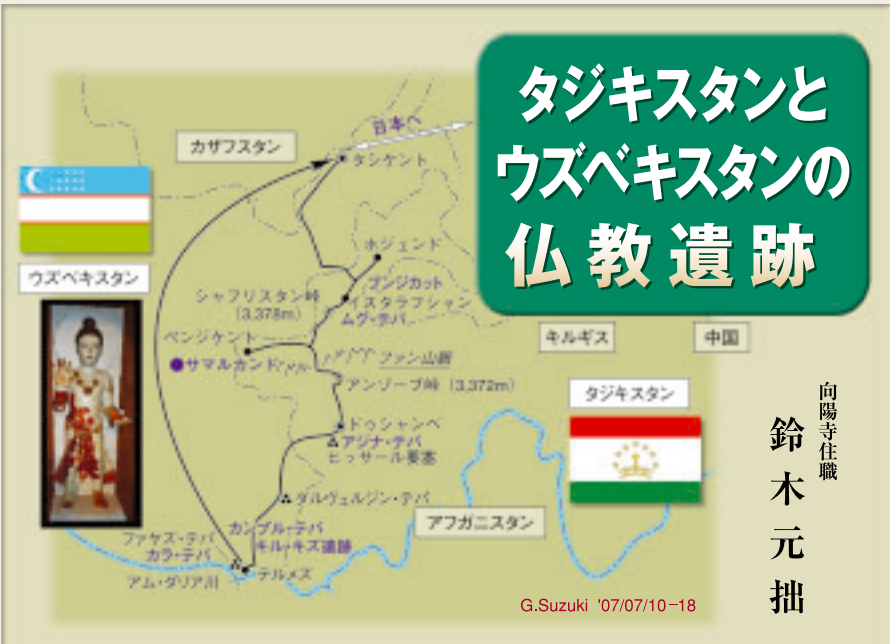 タジキスタンと
ウズベキスタンの
仏教遺跡
日本へ
カザフスタン
タシケント
ウズベキスタン
ホジェンド
ブンジカット
シャフリスタン峠
(3,378m)
イスタラフシャン
ムグ・テパ
ペンジケント
サマルカンド
ファン山脈
キルギス
中国
アンゾーブ峠 (3,372m)
タジキスタン
ドゥシャンベ
アジナ・テパ
ヒッサール要塞
ダルヴェルジン・テパ
アフガニスタン
カンプル・テパ
キル・キズ遺跡
ファヤズ・テパ
カラ・テパ
テルメズ
アム・ダリア川
向陽寺住職
鈴木元拙
G.Suzuki '07/07/10-18